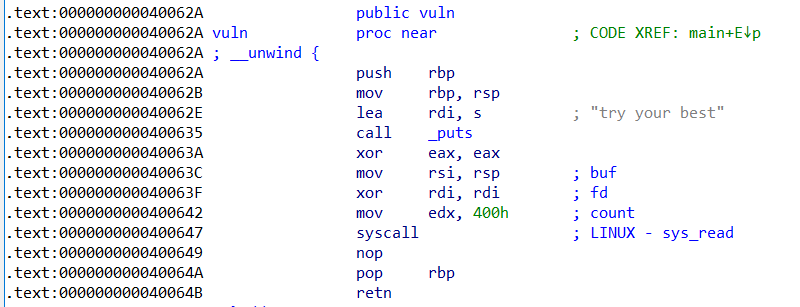 .text:000000000040062A public vuln
.text:000000000040062A vuln proc near ; CODE XREF: main+E↓p
.text:000000000040062A ; __unwind {
.text:000000000040062A push rbp
.text:000000000040062B mov rbp, rsp
.text:000000000040062E lea rdi, s ; "try your best"
.text:0000000000400635 call _puts
.text:000000000040063A xor eax, eax
.text:000000000040063C mov rsi, rsp ; buf
.text:000000000040063F xor rdi, rdi ; fd
.text:0000000000400642 mov edx, 400h ; count
.text:0000000000400647 syscall ; LINUX - sys_read
.text:0000000000400649 nop
.text:000000000040064A pop rbp
.text:000000000040064B retn